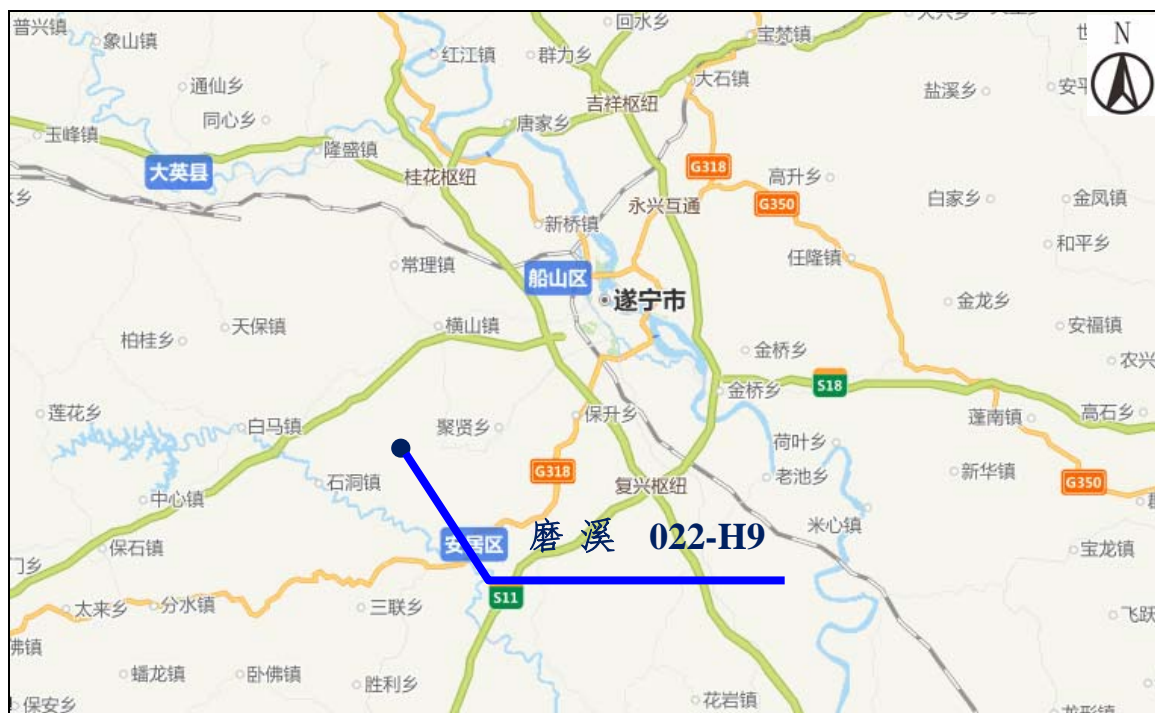 普兴镇
象山镇
红江镇
回水乡
群力乡
宝梵镇
N
通仙乡
大石镇
盐溪乡
同心乡
吉祥枢纽
玉峰镇
唐家乡
隆盛镇
大英县
桂花枢纽
G318
高升乡
G350
白家乡
金凤镇
永兴互通
新桥镇
和平乡
常理镇
任隆镇
船山区
遂宁市
金龙乡
天保镇
横山镇
安福镇
柏桂乡
金桥乡
S18
金桥乡
莲花乡
白马镇
聚贤乡
保升乡
蓬南镇
高石乡
荷叶乡
石洞镇
G318
复兴枢纽
老池乡
新华镇
G350
中心镇
米心镇
安居区
磨溪 022-H9
保石镇
宝龙镇
S11
太来乡
分水镇
三联乡
蟠龙镇
卧佛镇
胜利乡
花岩镇
保安乡